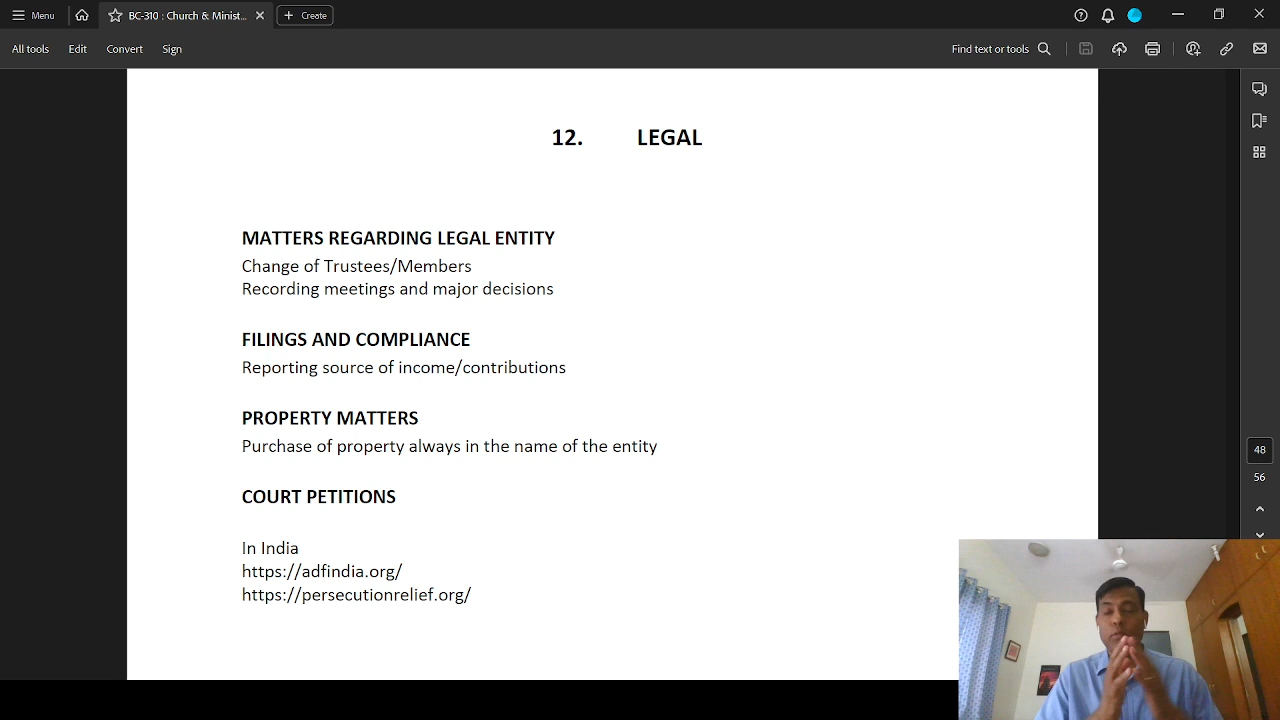 Menu
BC-310 : Church & Minist...
Create
All tools
Edit
Convert
Sign
Find text or tools
12. LEGAL
MATTERS REGARDING LEGAL ENTITY
Change of Trustees/Members
Recording meetings and major decisions
FILINGS AND COMPLIANCE
Reporting source of income/contributions
PROPERTY MATTERS
Purchase of property always in the name of the entity
COURT PETITIONS
In India
https://adfindia.org/
https://persecutionrelief.org/
48
56